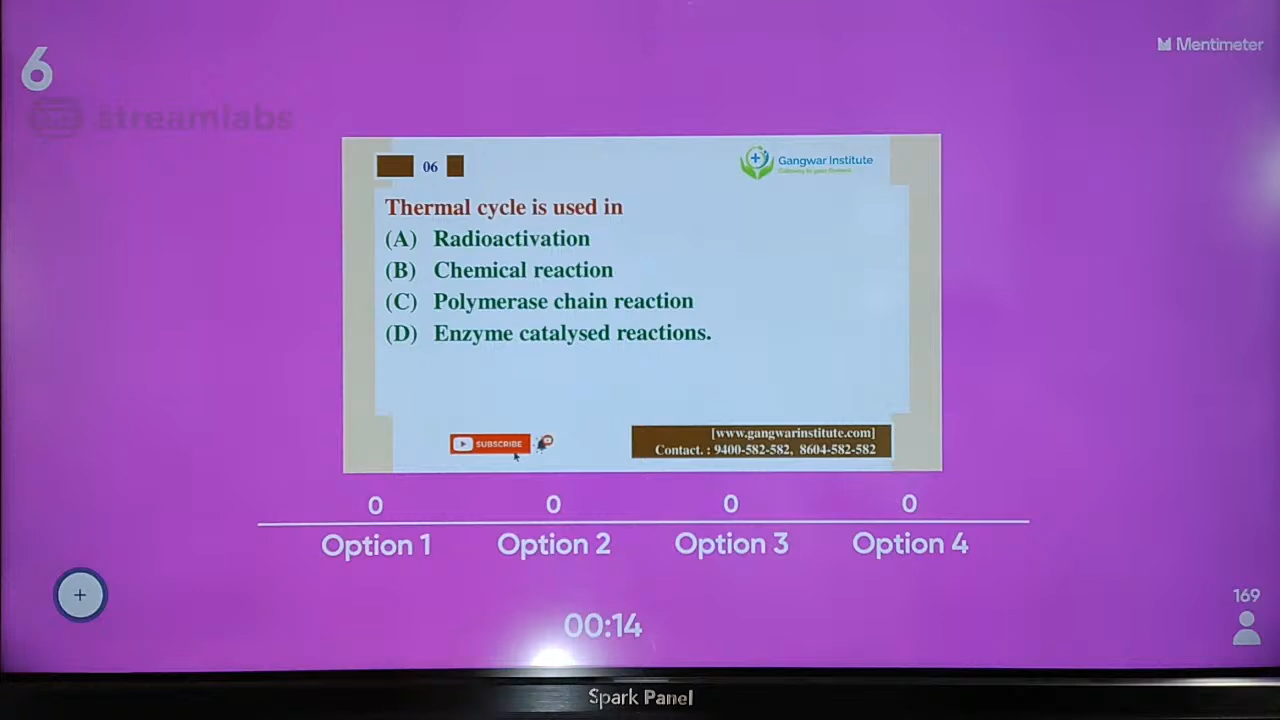 6
Mentimeter
streamlabs
06
Gangwar Institute
Thermal cycle is used in
(A) Radioactivation
(B) Chemical reaction
(C) Polymerase chain reaction
(D) Enzyme catalysed reactions.
SUBSCRIBE
[www.gangwarinstitute.com]
Contact. : 9400-582-582, 8604-582-582
0 0 0 0
Option 1 Option 2 Option 3 Option 4
00:14
169
Spark Panel